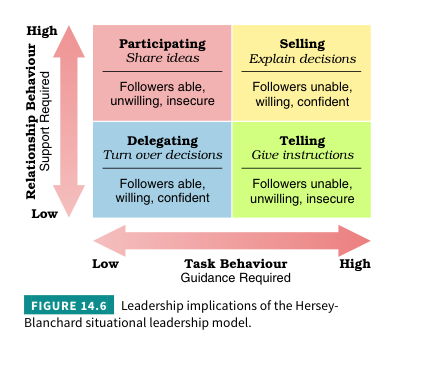 High
Relationship Behaviour
Support Required
Low
Participating
Share ideas
Followers able,
unwilling, insecure
Selling
Explain decisions
Followers unable,
willing, confident
Delegating
Turn over decisions
Followers able,
willing, confident
Telling
Give instructions
Followers unable,
unwilling, insecure
Low
Task Behaviour
High
Guidance Required
FIGURE 14.6 Leadership implications of the Hersey-
Blanchard situational leadership model.